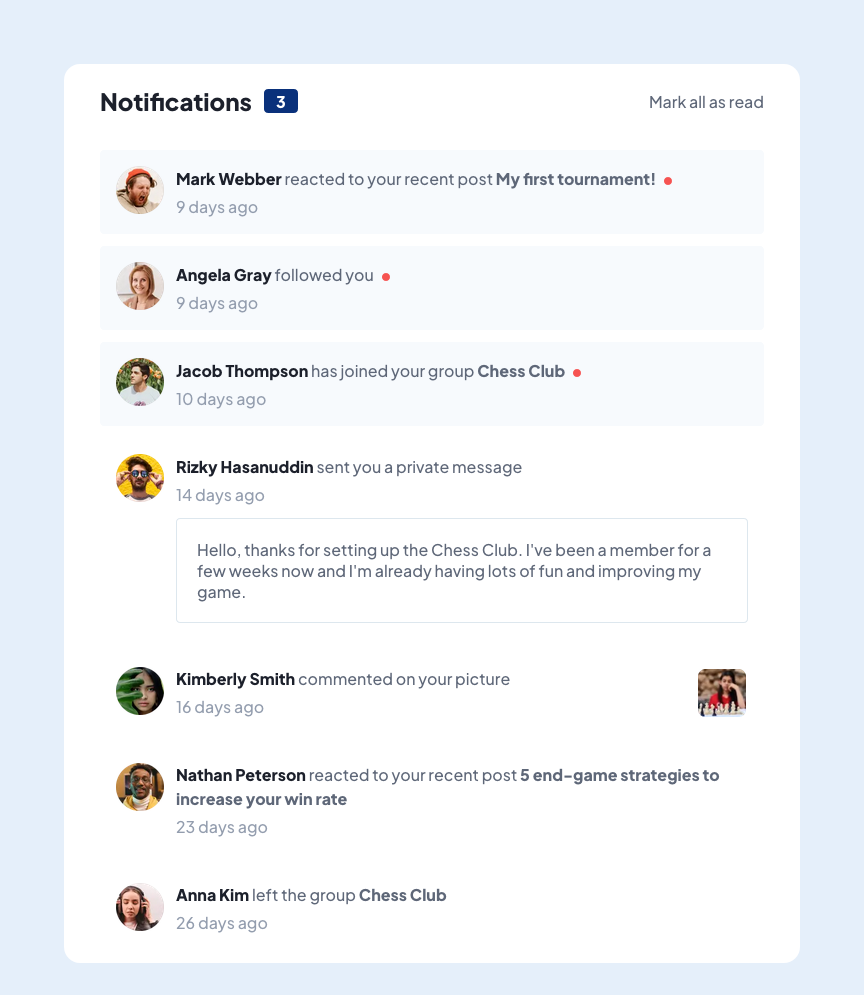 Notifications 3 Mark all as read
Mark Webber reacted to your recent post My first tournament!
9 days ago
Angela Gray followed you
9 days ago
Jacob Thompson has joined your group Chess Club
10 days ago
Rizky Hasanuddin sent you a private message
14 days ago
Hello, thanks for setting up the Chess Club. I've been a member for a
few weeks now and I'm already having lots of fun and improving my
game.
Kimberly Smith commented on your picture
16 days ago
Nathan Peterson reacted to your recent post 5 end-game strategies to
increase your win rate
23 days ago
Anna Kim left the group Chess Club
26 days ago